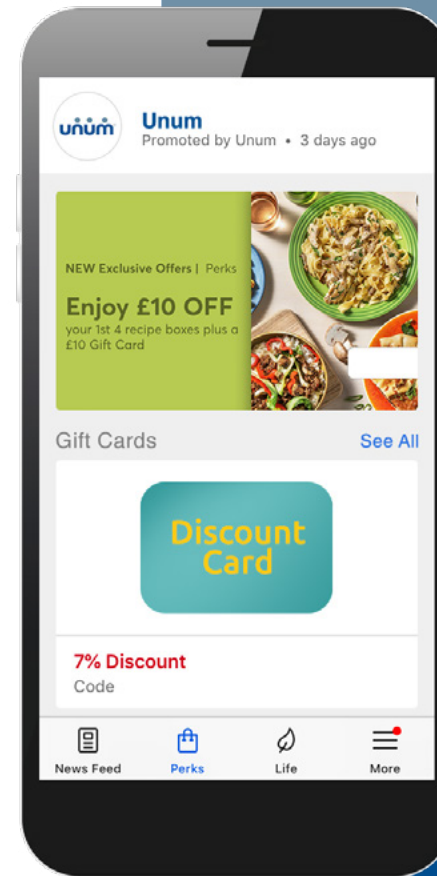 unum
Unum
Promoted by Unum • 3 days ago
NEW Exclusive Offers | Perks
Enjoy £10 OFF
your 1st 4 recipe boxes plus a
£10 Gift Card
Gift Cards
See All
Discount
Card
7% Discount
Code
News Feed
Perks
Life
More